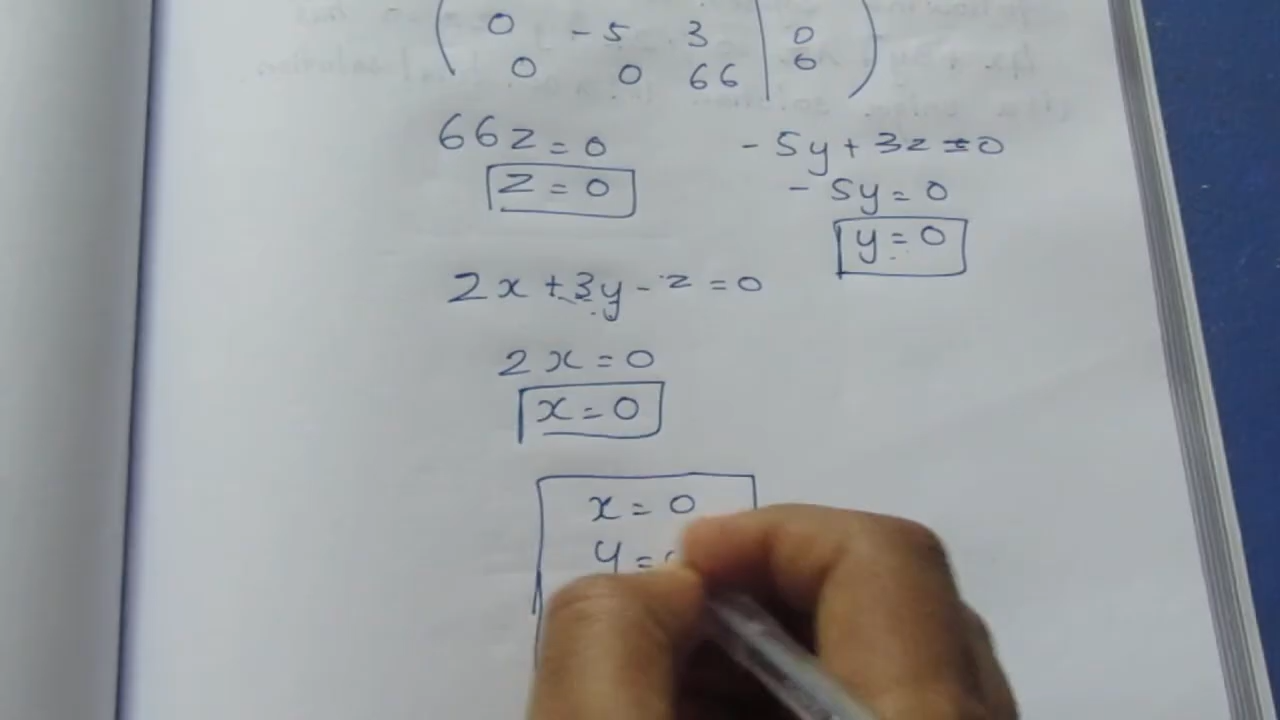 0 -5 3 | 0
0 0 66 | 0
66z = 0
z = 0
-5y + 3z = 0
-5y = 0
y = 0
2x + 3y - z = 0
2x = 0
x = 0
x = 0
y =